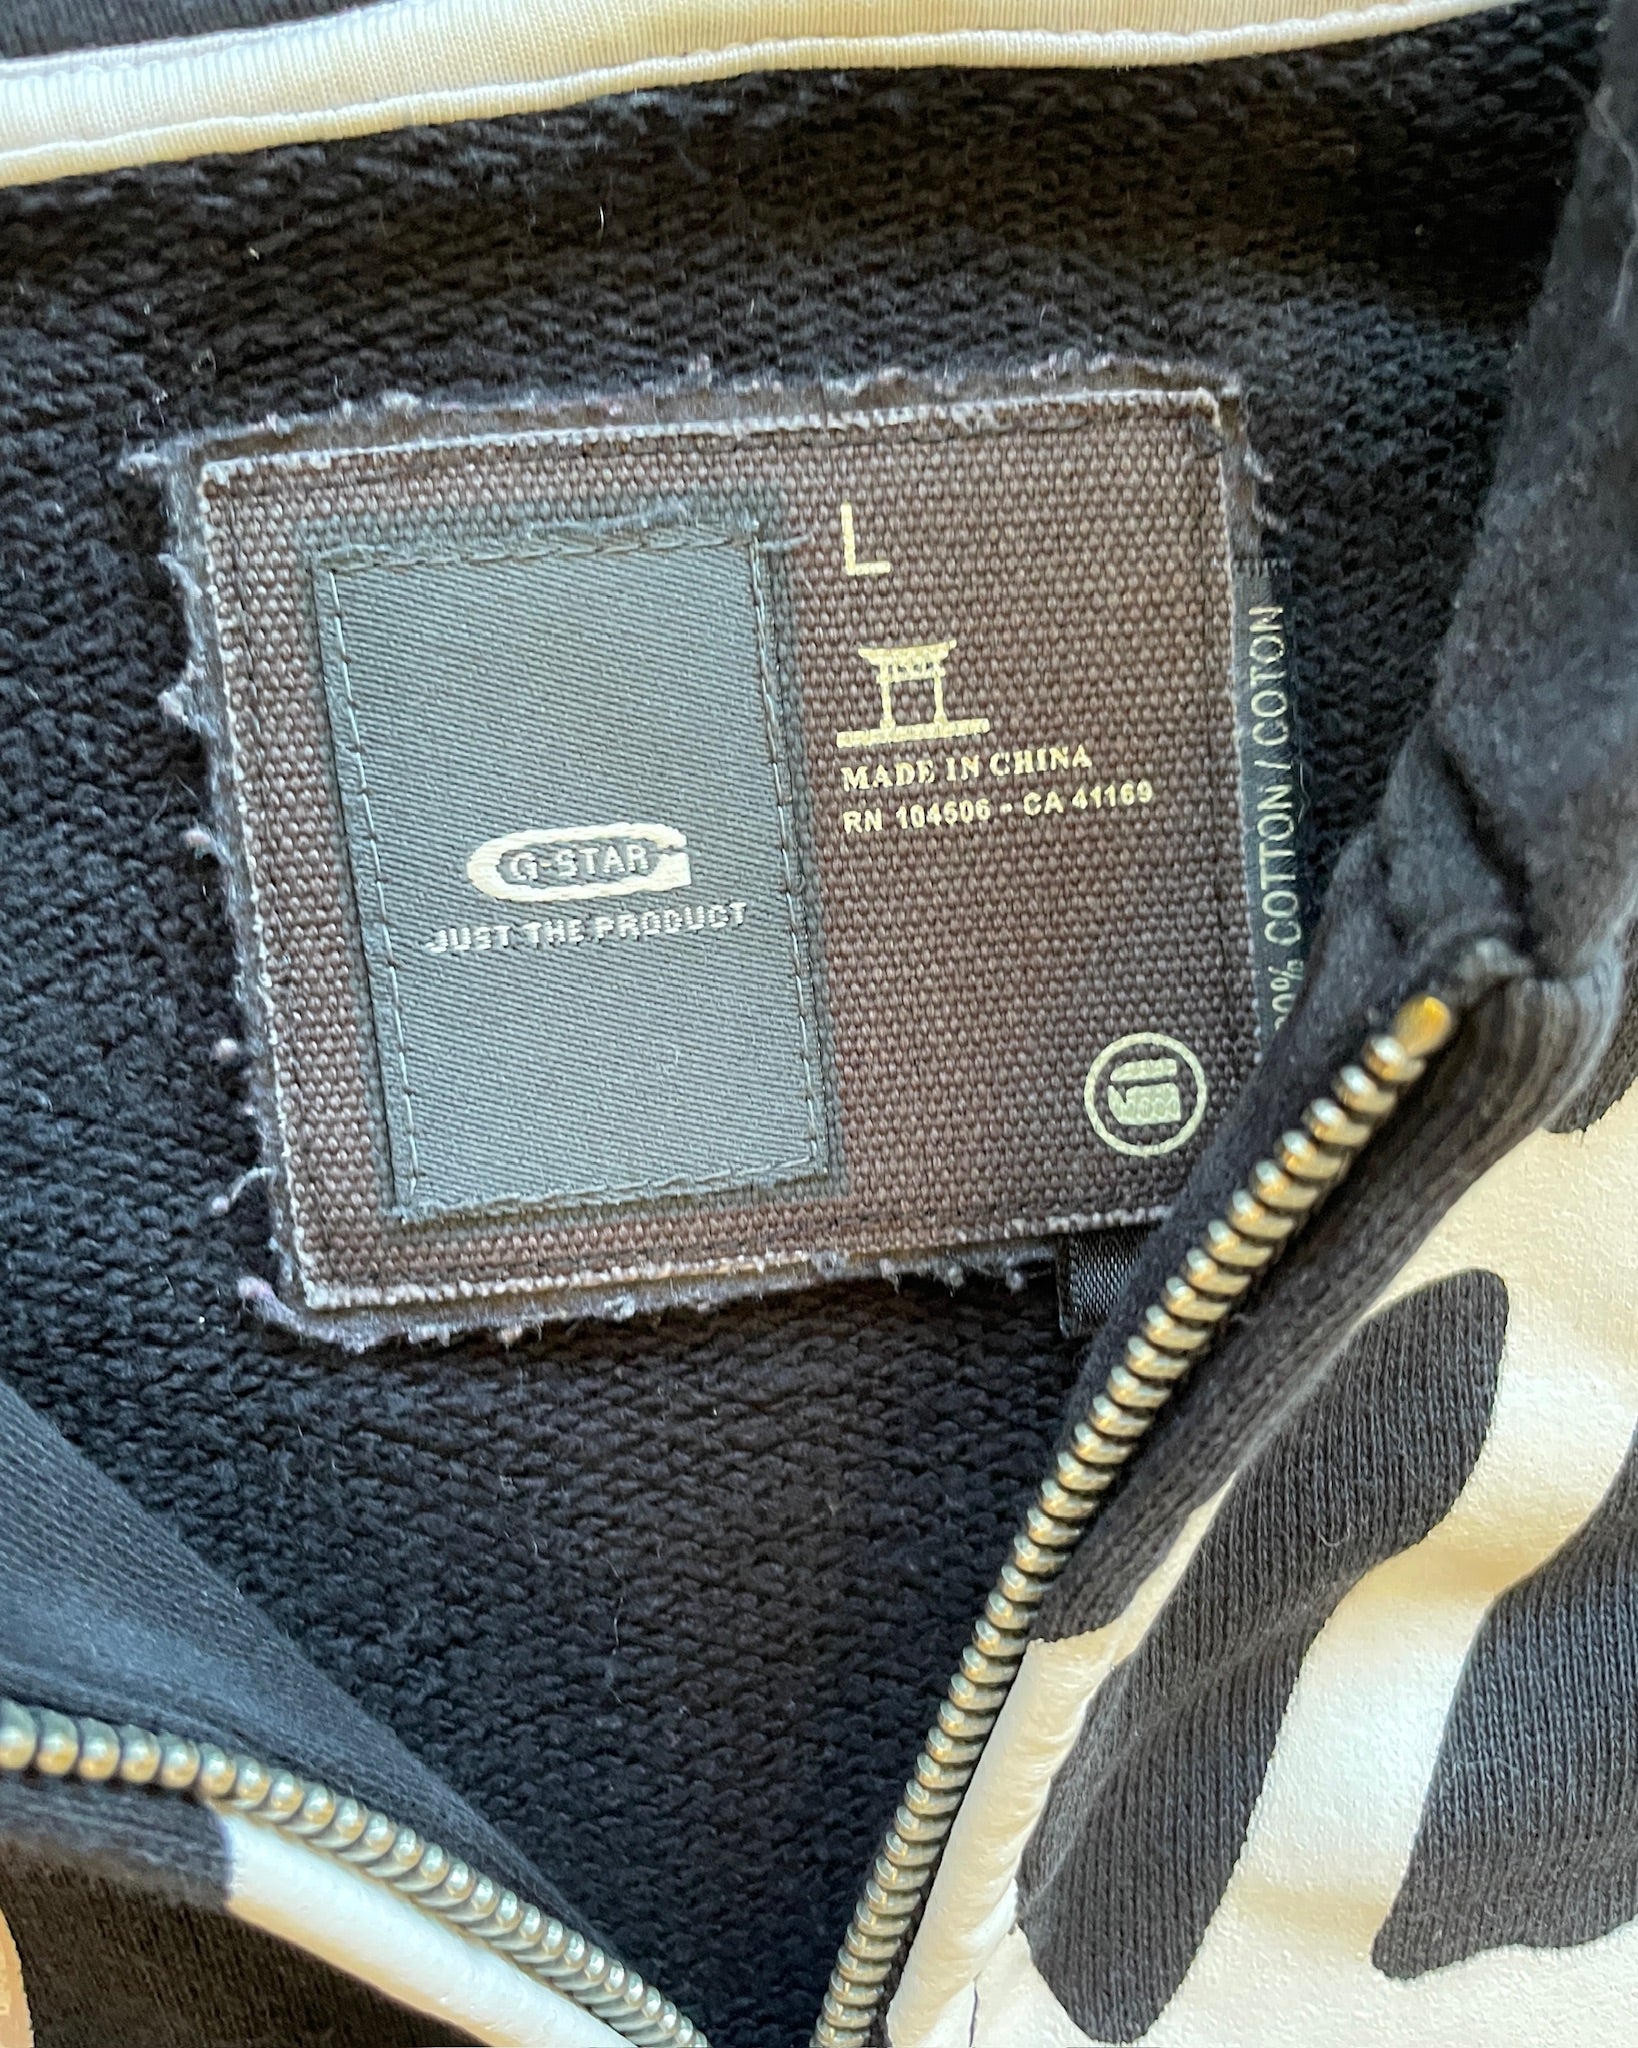 G-STAR
JUST THE PRODUCT
L
MADE IN CHINA
RN 104506 - CA 41169
COTTON / COTON